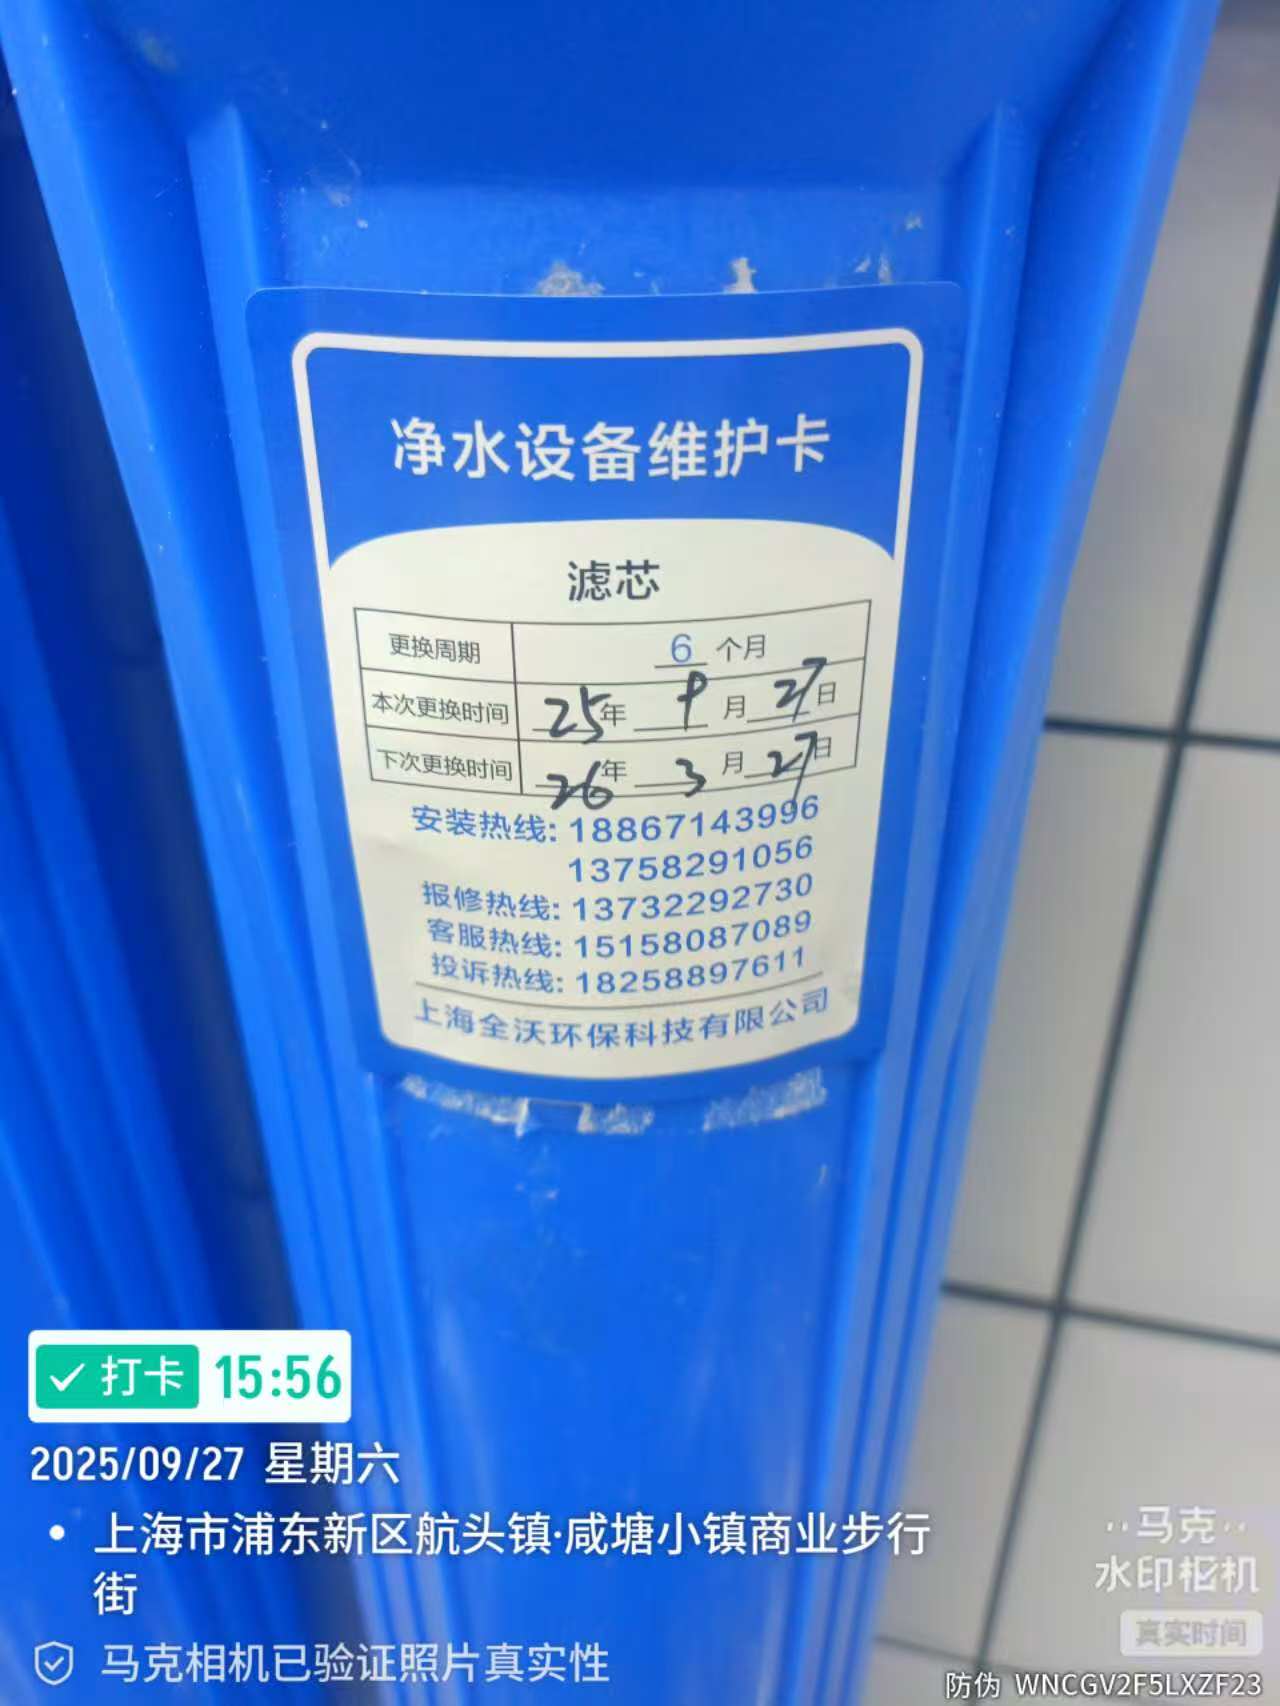 净水设备维护卡
滤芯
更换周期 6 个月
本次更换时间 25年 9月 27日
下次更换时间 26年 3月 27日
安装热线: 18867143996
13758291056
报修热线: 13732292730
客服热线: 15158087089
投诉热线: 18258897611
上海全沃环保科技有限公司
打卡 15:56
2025/09/27 星期六
上海市浦东新区航头镇·咸塘小镇商业步行
街
马克相机已验证照片真实性
马克
水印相机
真实时间
防伪 WNCGV2F5LXZF23